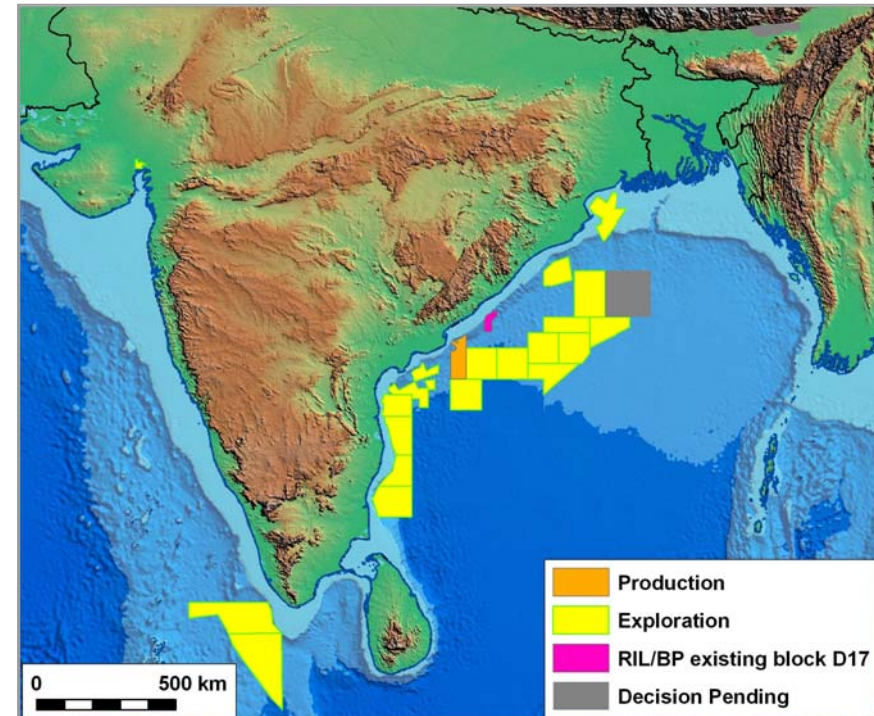 Production
Exploration
RIL/BP existing block D17
Decision Pending
0 500 km